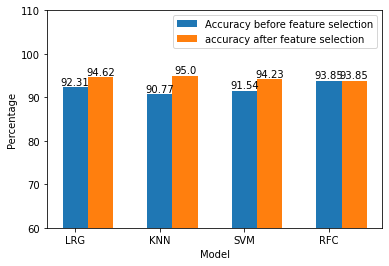 110
100
90
80
70
60
Percentage
Accuracy before feature selection
accuracy after feature selection
92.31 94.62 90.77 95.0 91.54 94.23 93.85 93.85
LRG KNN SVM RFC
Model